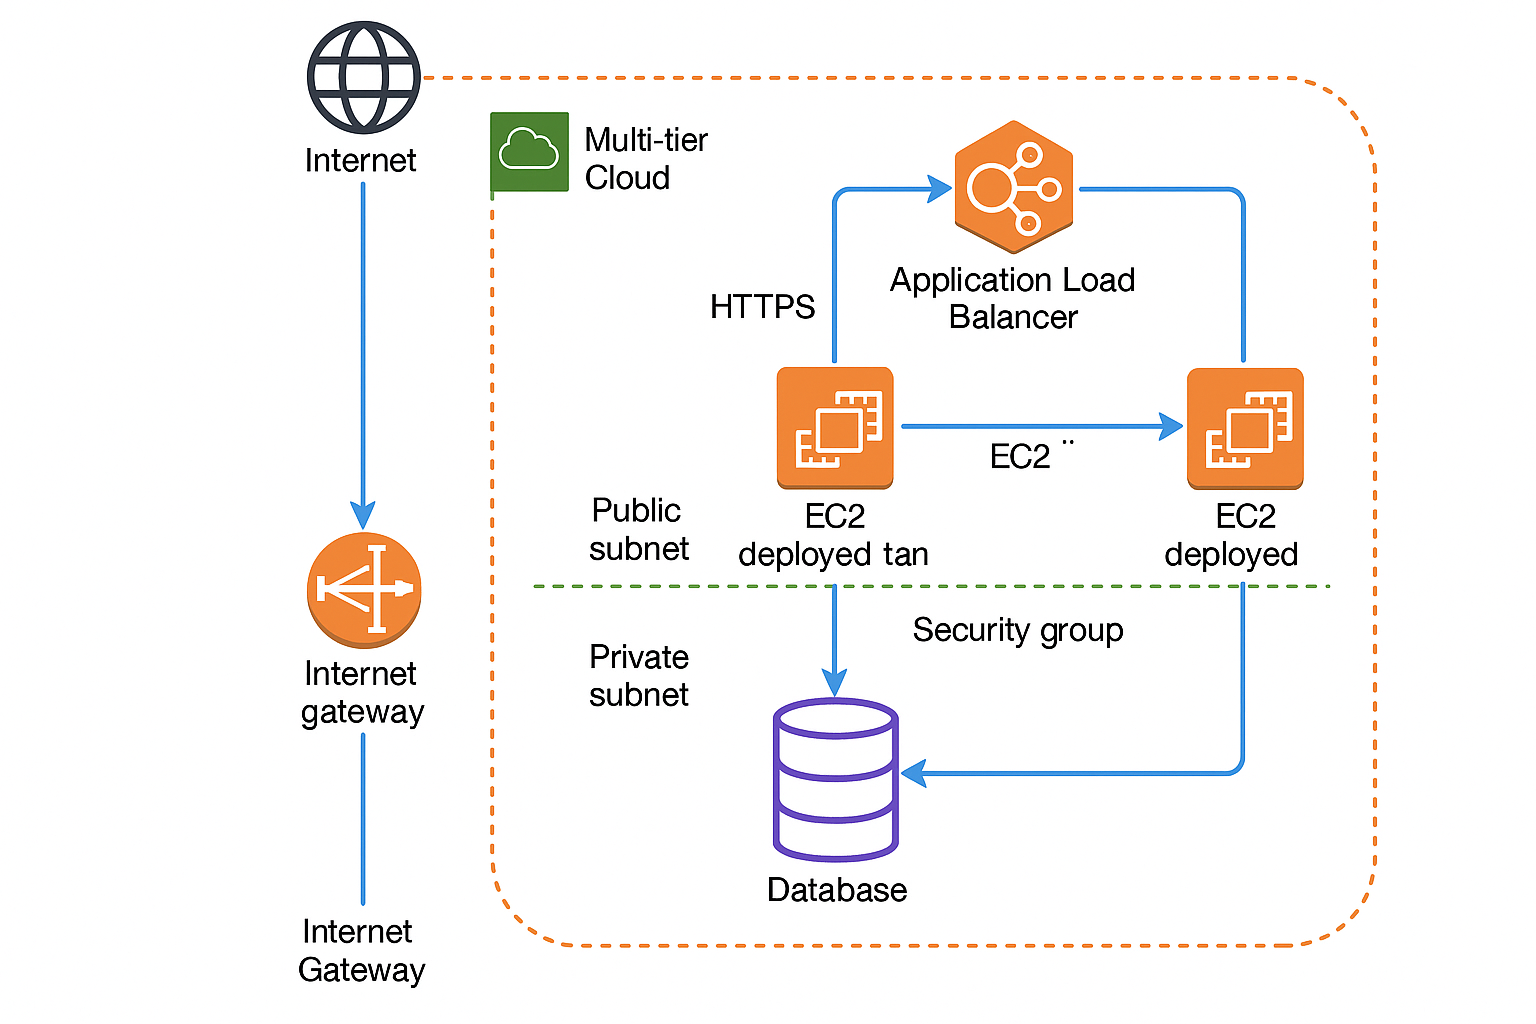 Internet
Multi-tier
Cloud
HTTPS
Application Load
Balancer
EC2 ¨
Public
subnet
EC2
deployed tan
EC2
deployed
Security group
Private
subnet
Internet
gateway
Database
Internet
Gateway